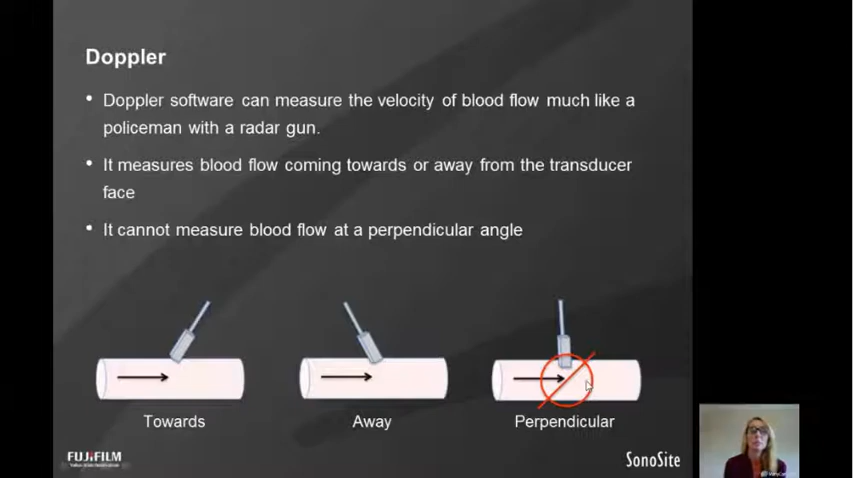 Doppler
• Doppler software can measure the velocity of blood flow much like a
policeman with a radar gun.
• It measures blood flow coming towards or away from the transducer
face
• It cannot measure blood flow at a perpendicular angle
Towards
Away
Perpendicular
FUJIFILM
SonoSite